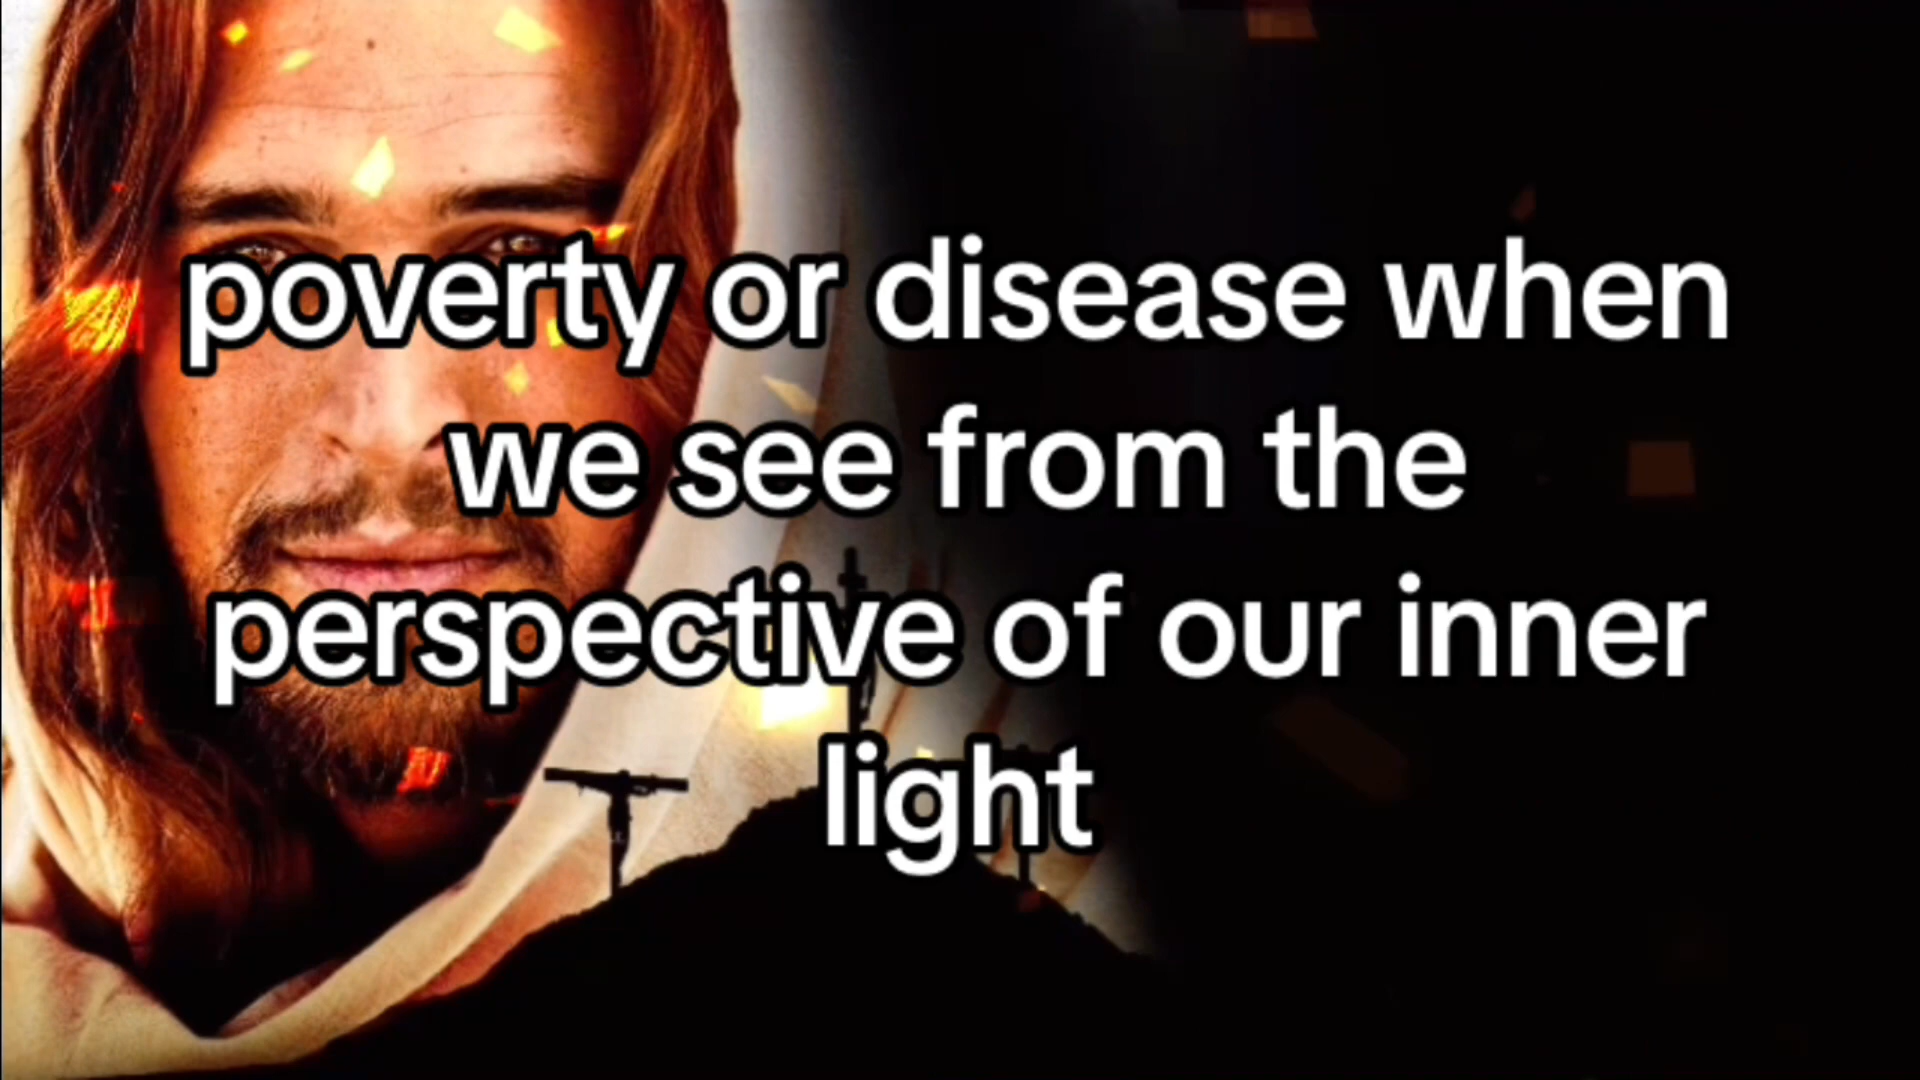 poverty or disease when
we see from the
perspective of our inner
light